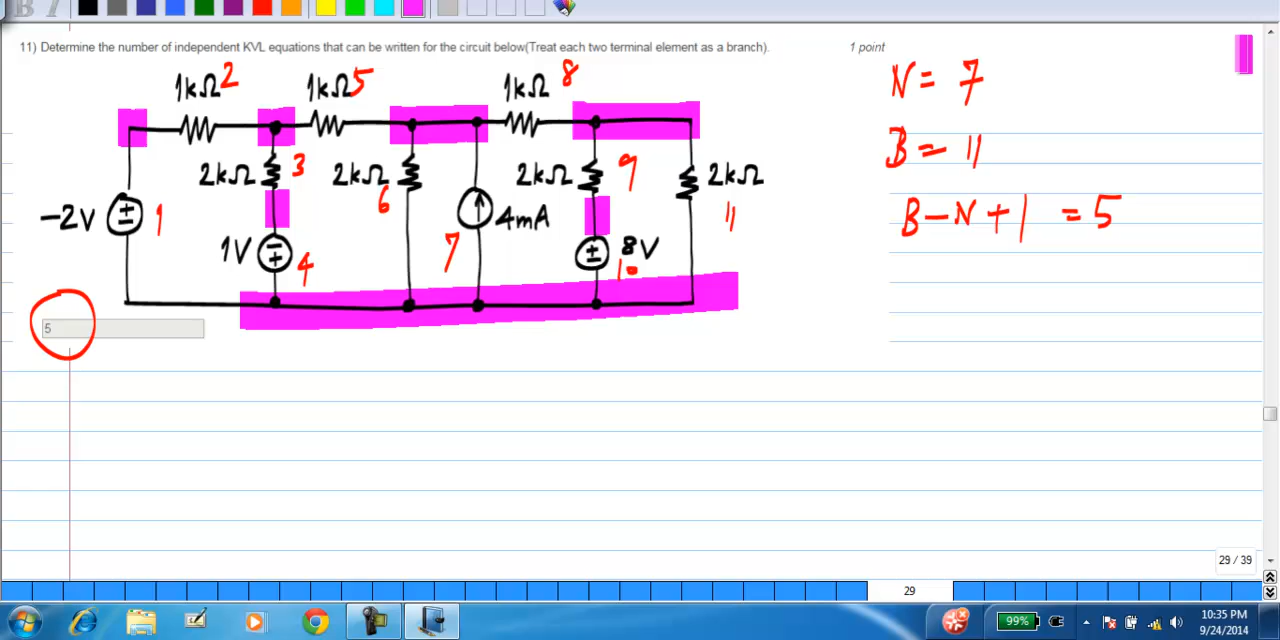 B I
11) Determine the number of independent KVL equations that can be written for the circuit below(Treat each two terminal element as a branch). 1 point
1kΩ 2 1kΩ 5 1kΩ 8
N = 7
B = 11
B - N + 1 = 5
2kΩ 3 2kΩ 6 2kΩ 9 2kΩ 11
-2V 1 1V 4 7 4mA 8V 10
5
29 / 39
29
99%
10:35 PM
9/24/2014